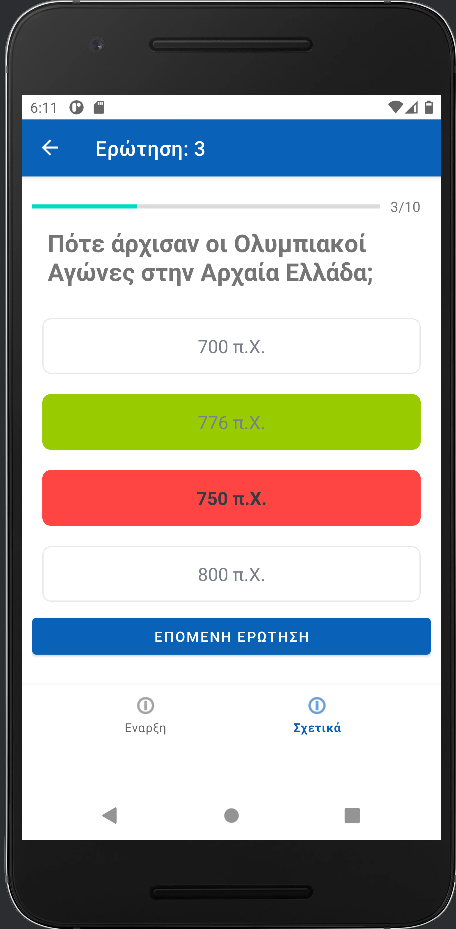 6:11
Ερώτηση: 3
3/10
Πότε άρχισαν οι Ολυμπιακοί
Αγώνες στην Αρχαία Ελλάδα;
700 π.Χ.
776 π.Χ.
750 π.Χ.
800 π.Χ.
ΕΠΟΜΕΝΗ ΕΡΩΤΗΣΗ
Εναρξη
Σχετικά